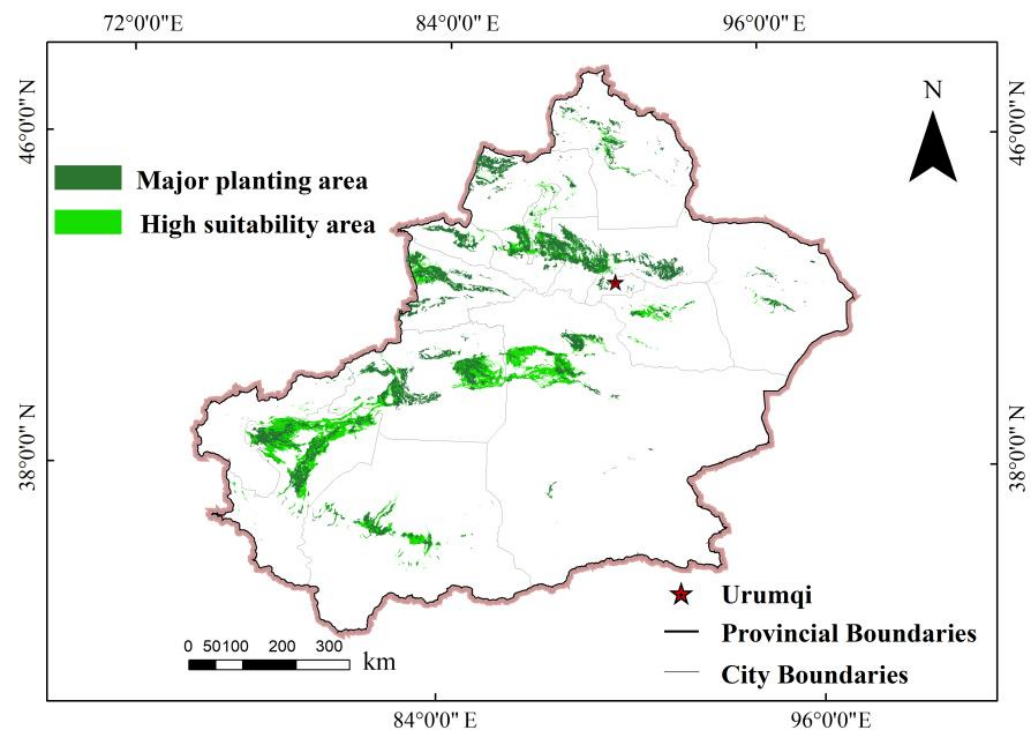 72°0'0"E 84°0'0"E 96°0'0"E
N
46°0'0"N 46°0'0"N
Major planting area
High suitability area
38°0'0"N 38°0'0"N
Urumqi
0 50100 200 300
km
Provincial Boundaries
City Boundaries
84°0'0"E 96°0'0"E